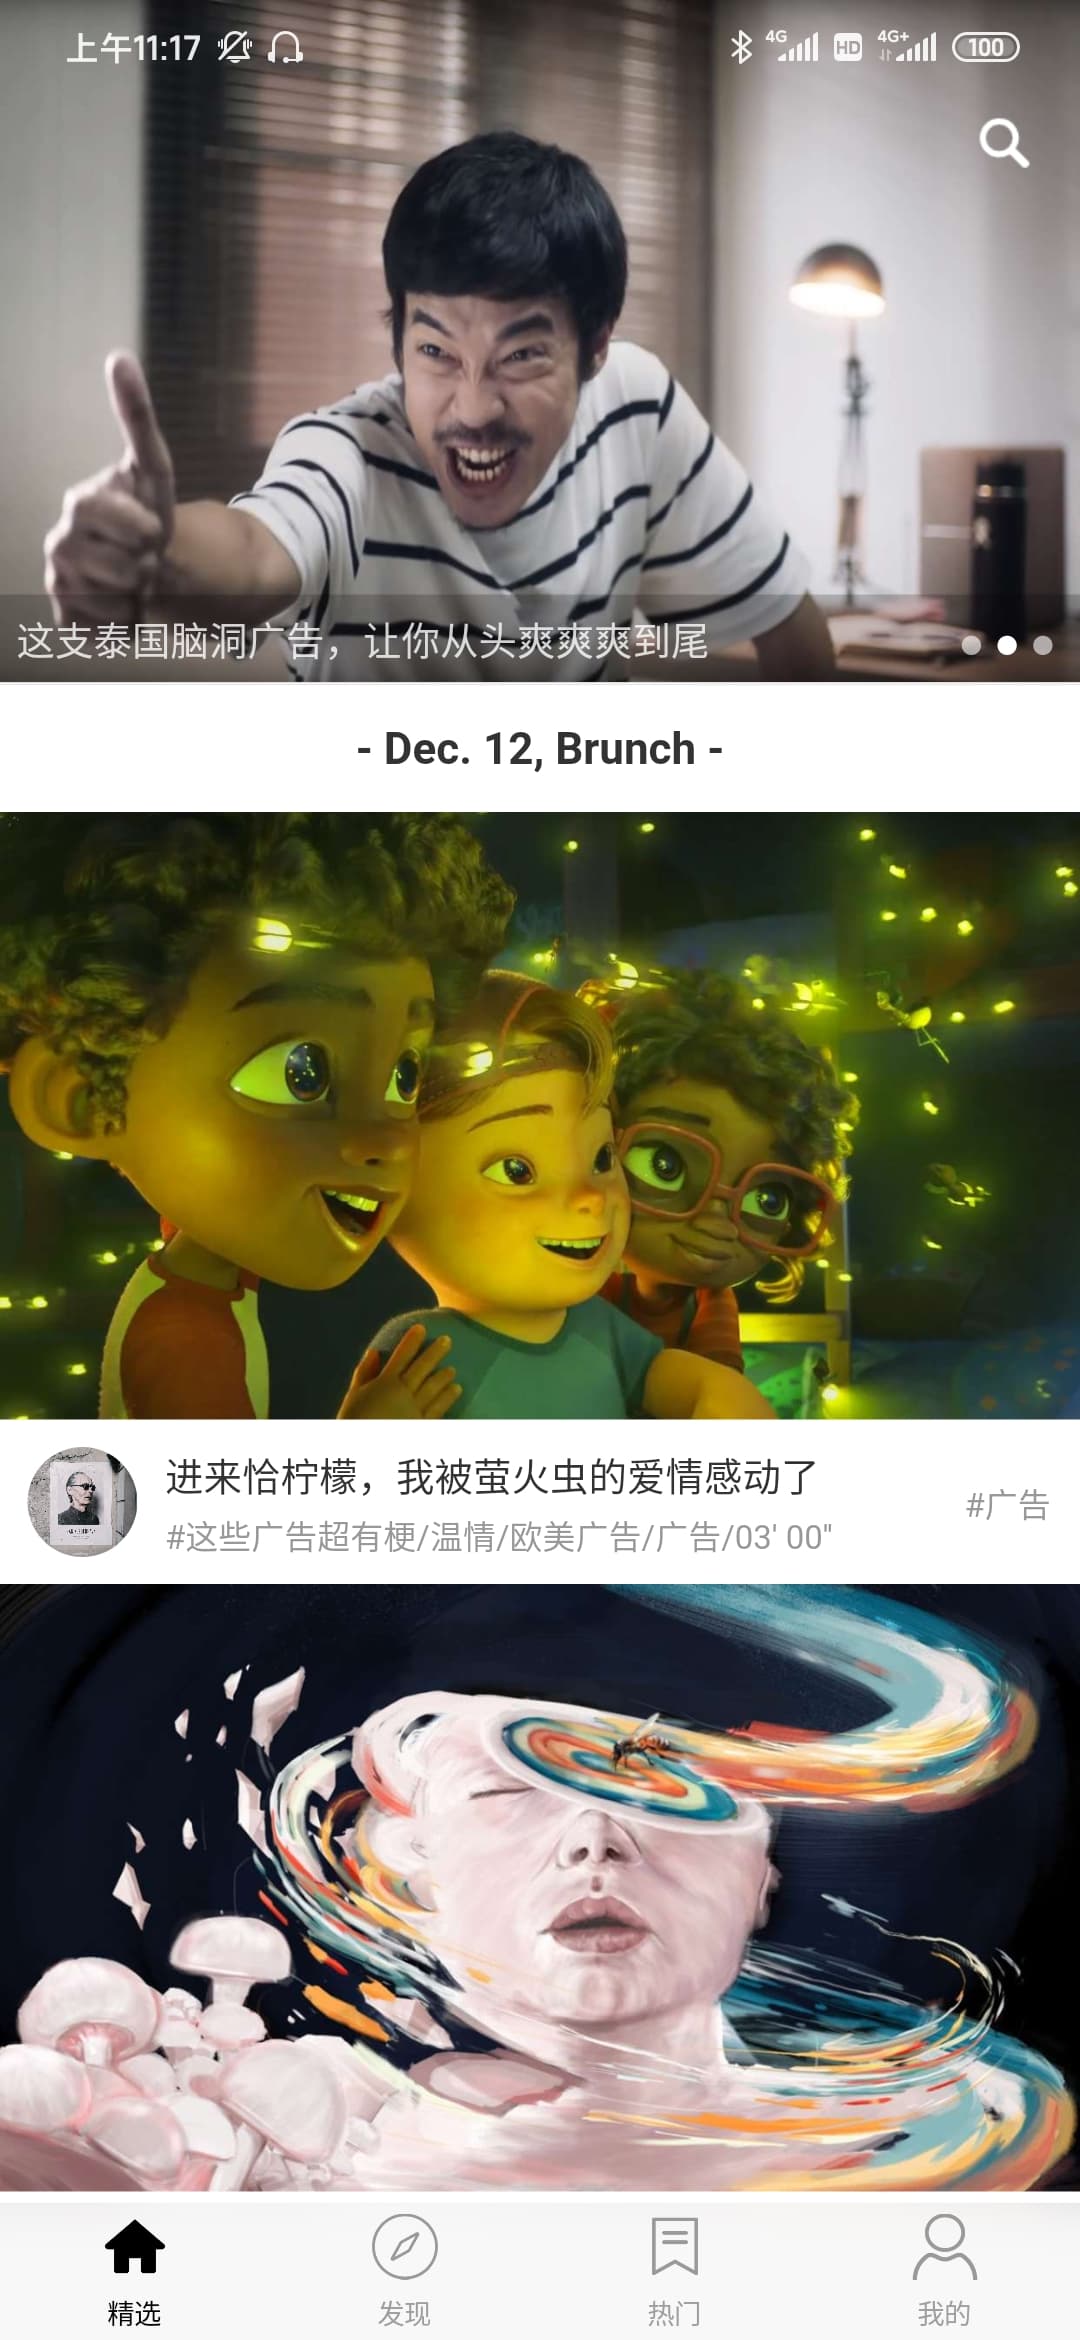 上午11:17
4G
HD
4G+
100
这支泰国脑洞广告，让你从头爽爽爽到尾
- Dec. 12, Brunch -
进来恰柠檬，我被萤火虫的爱情感动了
#广告
#这些广告超有梗/温情/欧美广告/广告/03' 00"
精选
发现
热门
我的